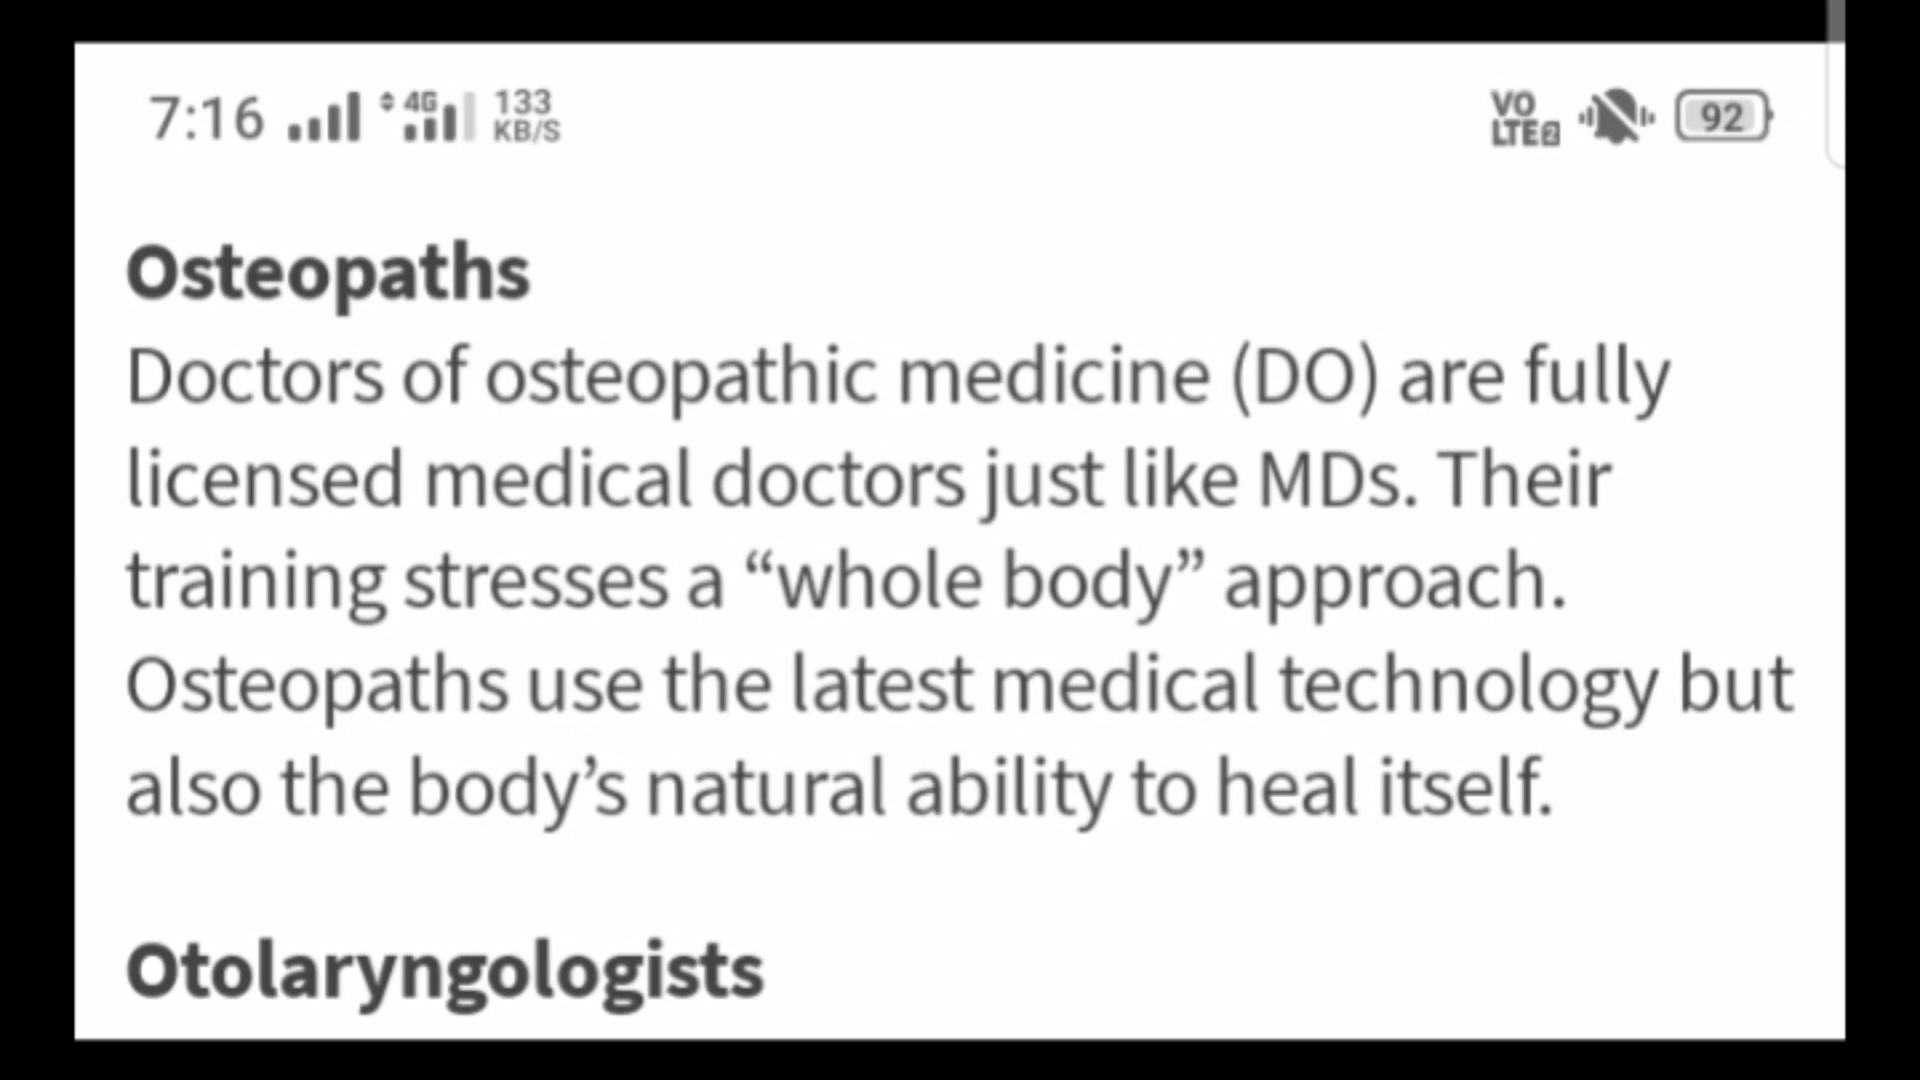 7:16 4G 133 KB/S VO LTE2 92
Osteopaths
Doctors of osteopathic medicine (DO) are fully
licensed medical doctors just like MDs. Their
training stresses a “whole body” approach.
Osteopaths use the latest medical technology but
also the body’s natural ability to heal itself.
Otolaryngologists